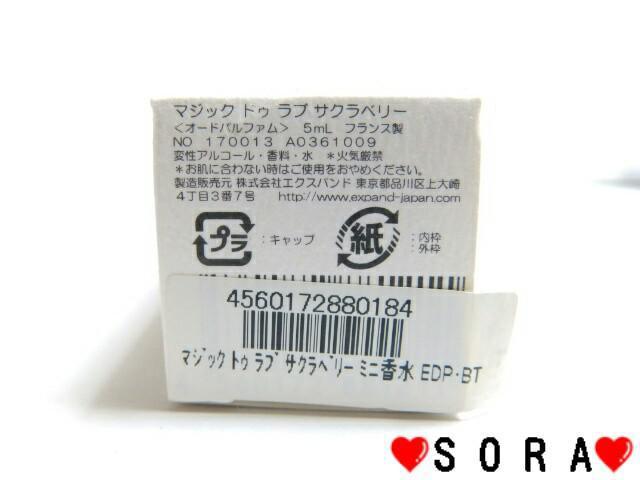 マジック ドゥ ラブ サクラベリー
<オードパルファム> 5mL フランス製
NO 170013 A0361009
変性アルコール・香料・水 *火気厳禁
*お肌に合わない時はご使用をおやめください。
製造販売元 株式会社エクスパンド 東京都品川区上大崎
4丁目3番7号 http://www.expand-japan.com
プラ :キャップ 紙 :内枠
:外枠
4560172880184
マジック ドゥ ラブ サクラベリー ミニ香水 EDP・BT
❤SORA❤